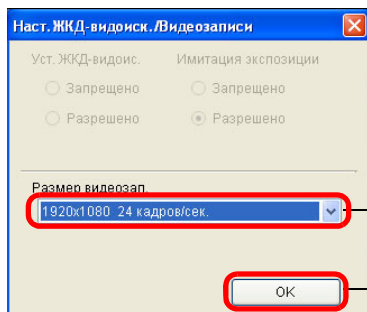 Наст. ЖКД-видоиск./Видеозаписи
Уст. ЖКД-видоис. Имитация экспозиции
Запрещено Запрещено
Разрешено Разрешено
Размер видеозап.
1920x1080 24 кадров/сек.
OK